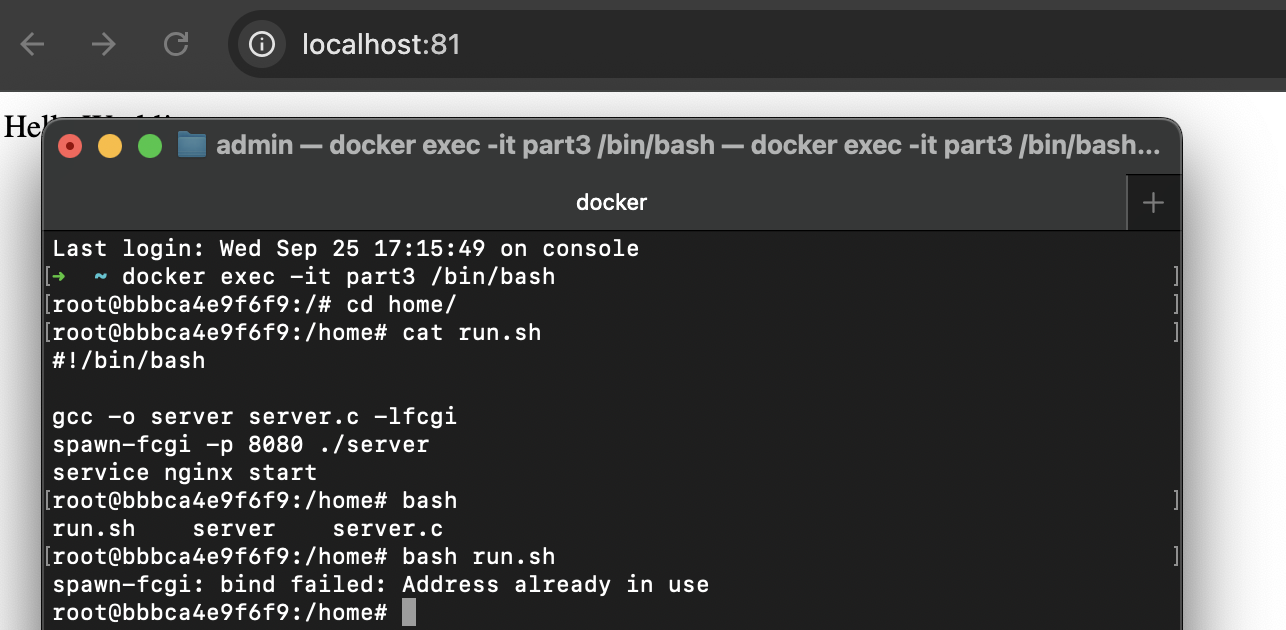 localhost:81
admin — docker exec -it part3 /bin/bash — docker exec -it part3 /bin/bash...
docker
Last login: Wed Sep 25 17:15:49 on console
[➜  ~ docker exec -it part3 /bin/bash ]
[root@bbbca4e9f6f9:/# cd home/ ]
[root@bbbca4e9f6f9:/home# cat run.sh ]
#!/bin/bash
gcc -o server server.c -lfcgi
spawn-fcgi -p 8080 ./server
service nginx start
[root@bbbca4e9f6f9:/home# bash ]
run.sh    server    server.c
[root@bbbca4e9f6f9:/home# bash run.sh ]
spawn-fcgi: bind failed: Address already in use
root@bbbca4e9f6f9:/home#